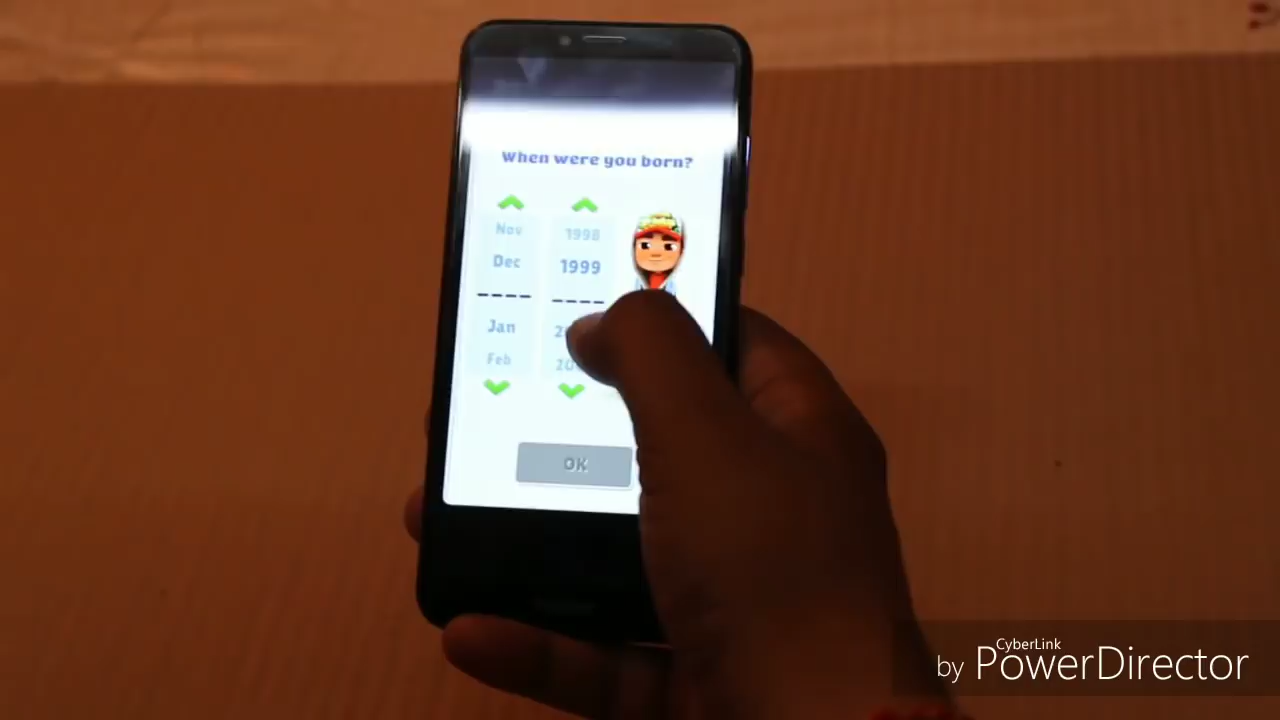 When were you born?
Nov 1998
Dec 1999
---- ----
Jan
Feb
OK
CyberLink
by PowerDirector